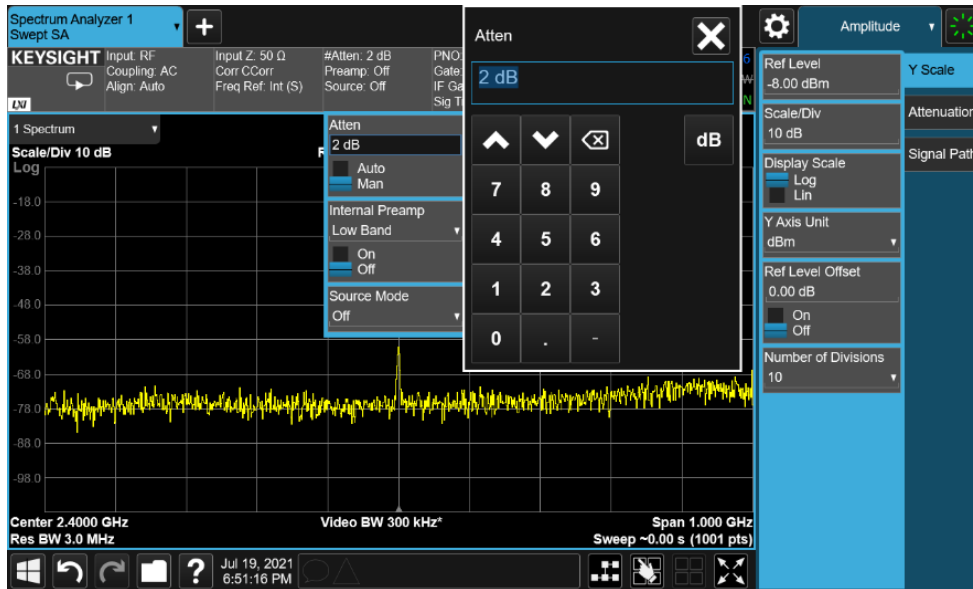 Spectrum Analyzer 1
Swept SA
+
KEYSIGHT
LXI
Input: RF
Coupling: AC
Align: Auto
Input Z: 50 Ω
Corr CCorr
Freq Ref: Int (S)
#Atten: 2 dB
Preamp: Off
Source: Off
PNO:
Gate:
IF Ga
Sig T
6
W
N
1 Spectrum
Scale/Div 10 dB
Log
-18.0
-28.0
-38.0
-48.0
-58.0
-68.0
-78.0
-88.0
-98.0
Atten
2 dB
Auto
Man
Internal Preamp
Low Band
On
Off
Source Mode
Off
Atten
2 dB
dB
7 8 9
4 5 6
1 2 3
0 . -
Center 2.4000 GHz
Res BW 3.0 MHz
Video BW 300 kHz*
Span 1.000 GHz
Sweep ~0.00 s (1001 pts)
?
Jul 19, 2021
6:51:16 PM
Amplitude
Ref Level
-8.00 dBm
Scale/Div
10 dB
Display Scale
Log
Lin
Y Axis Unit
dBm
Ref Level Offset
0.00 dB
On
Off
Number of Divisions
10
Y Scale
Attenuation
Signal Path